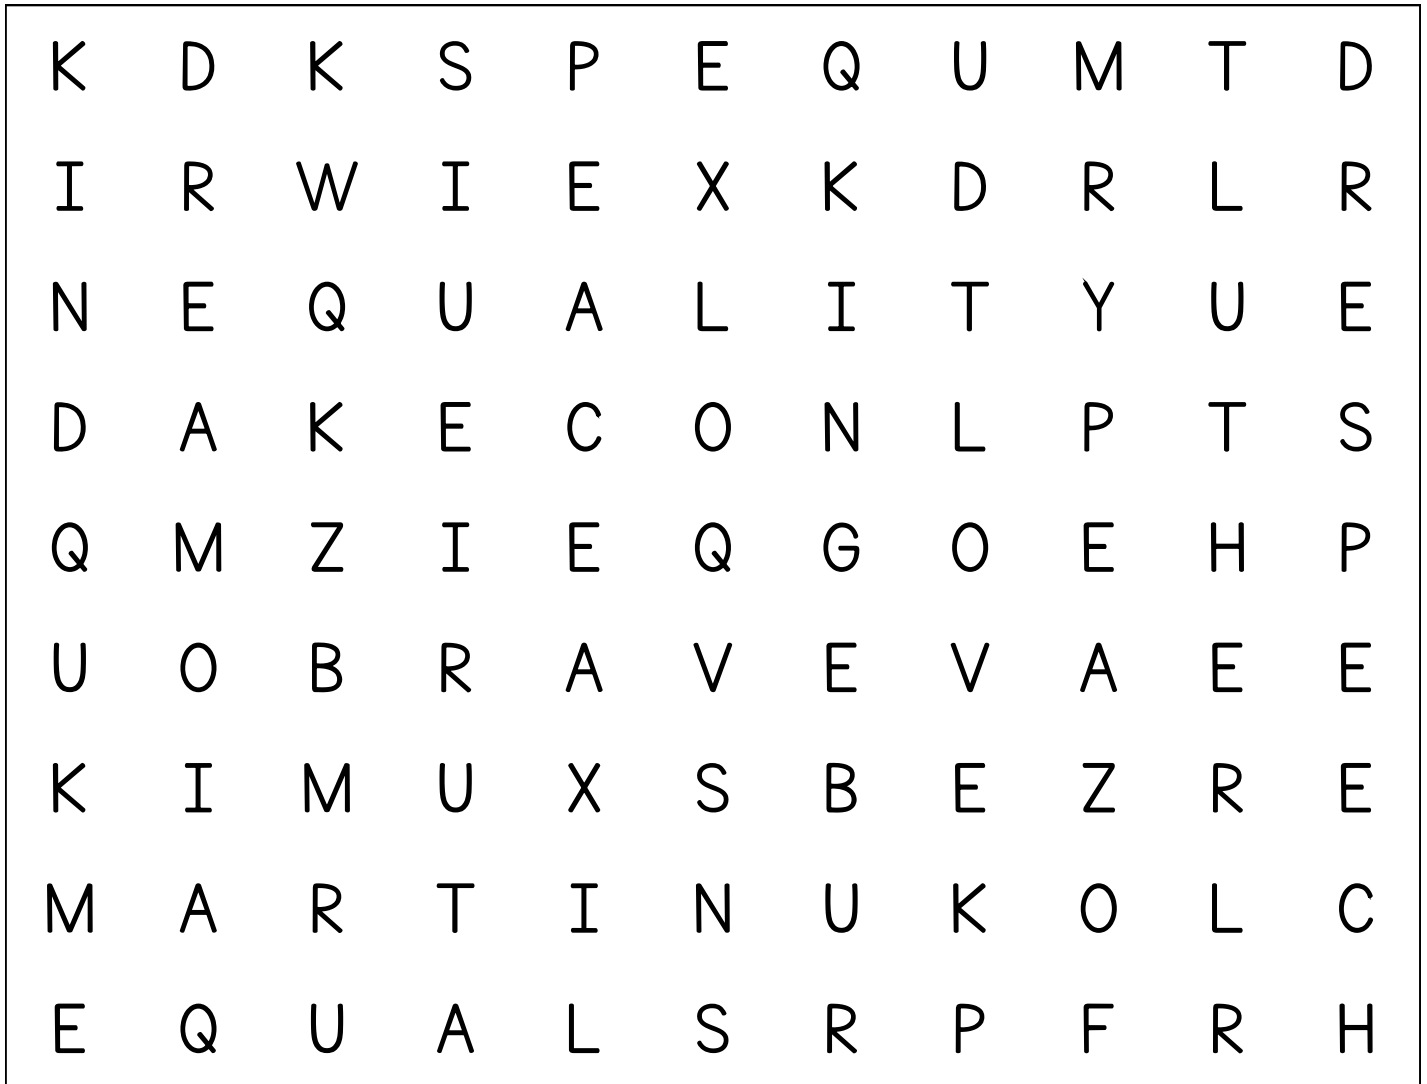 K D K S P E Q U M T D
I R W I E X K D R L R
N E Q U A L I T Y U E
D A K E C O N L P T S
Q M Z I E Q G O E H P
U O B R A V E V A E E
K I M U X S B E Z R E
M A R T I N U K O L C
E Q U A L S R P F R H